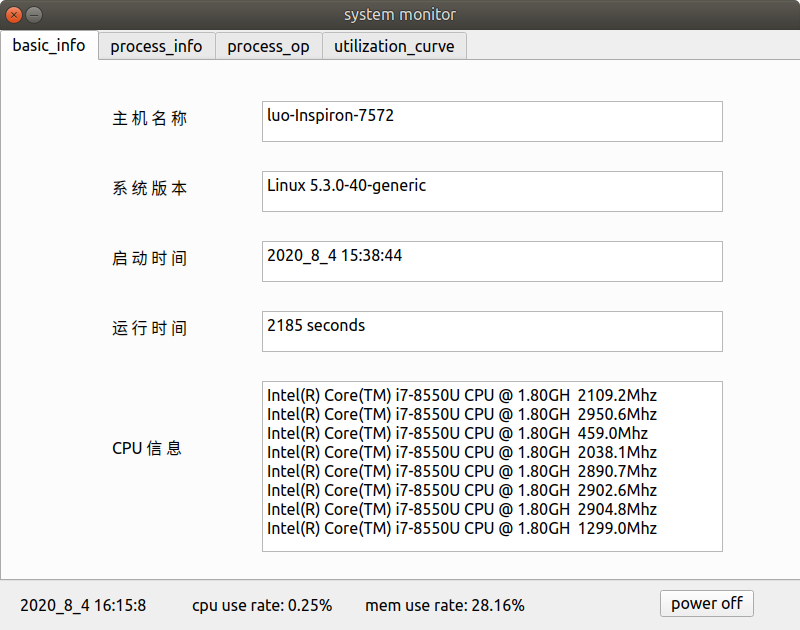 system monitor
basic_info process_info process_op utilization_curve
主机名称 luo-Inspiron-7572
系统版本 Linux 5.3.0-40-generic
启动时间 2020_8_4 15:38:44
运行时间 2185 seconds
CPU 信息
Intel(R) Core(TM) i7-8550U CPU @ 1.80GH 2109.2Mhz
Intel(R) Core(TM) i7-8550U CPU @ 1.80GH 2950.6Mhz
Intel(R) Core(TM) i7-8550U CPU @ 1.80GH 459.0Mhz
Intel(R) Core(TM) i7-8550U CPU @ 1.80GH 2038.1Mhz
Intel(R) Core(TM) i7-8550U CPU @ 1.80GH 2890.7Mhz
Intel(R) Core(TM) i7-8550U CPU @ 1.80GH 2902.6Mhz
Intel(R) Core(TM) i7-8550U CPU @ 1.80GH 2904.8Mhz
Intel(R) Core(TM) i7-8550U CPU @ 1.80GH 1299.0Mhz
2020_8_4 16:15:8 cpu use rate: 0.25% mem use rate: 28.16% power off